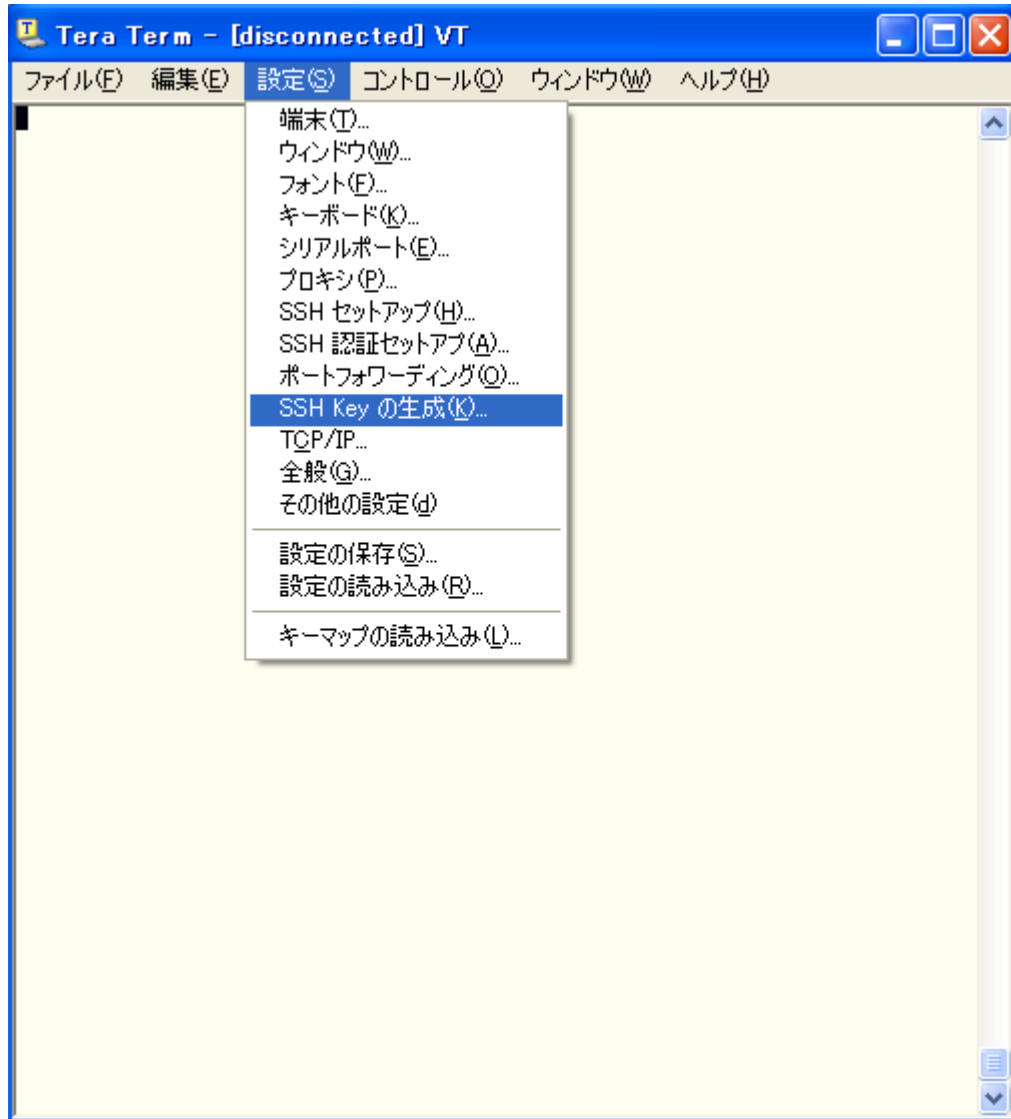 Tera Term - [disconnected] VT
ファイル(F) 編集(E) 設定(S) コントロール(O) ウィンドウ(W) ヘルプ(H)
端末(T)...
ウィンドウ(W)...
フォント(F)...
キーボード(K)...
シリアルポート(E)...
プロキシ(P)...
SSH セットアップ(H)...
SSH 認証セットアプ(A)...
ポートフォワーディング(O)...
SSH Key の生成(K)...
TCP/IP...
全般(G)...
その他の設定(d)
設定の保存(S)...
設定の読み込み(R)...
キーマップの読み込み(L)...